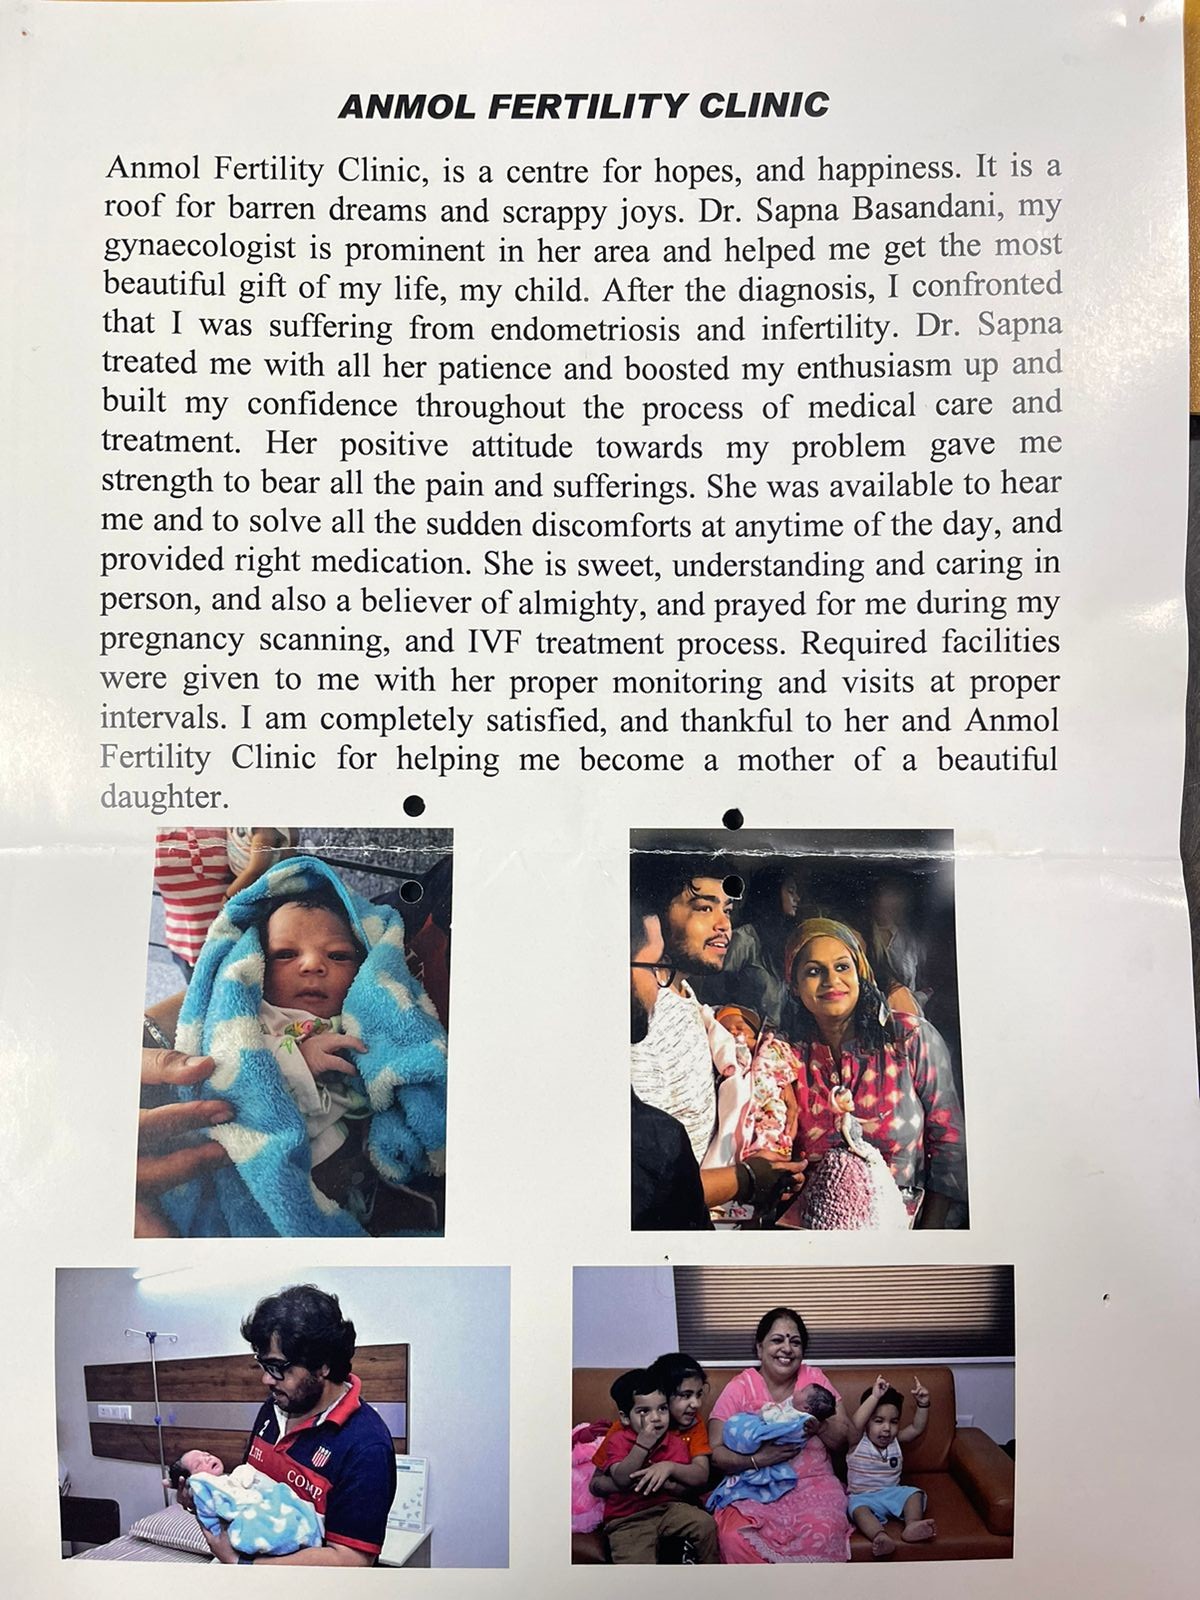 ANMOL FERTILITY CLINIC
Anmol Fertility Clinic, is a centre for hopes, and happiness. It is a
roof for barren dreams and scrappy joys. Dr. Sapna Basandani, my
gynaecologist is prominent in her area and helped me get the most
beautiful gift of my life, my child. After the diagnosis, I confronted
that I was suffering from endometriosis and infertility. Dr. Sapna
treated me with all her patience and boosted my enthusiasm up and
built my confidence throughout the process of medical care and
treatment. Her positive attitude towards my problem gave me
strength to bear all the pain and sufferings. She was available to hear
me and to solve all the sudden discomforts at anytime of the day, and
provided right medication. She is sweet, understanding and caring in
person, and also a believer of almighty, and prayed for me during my
pregnancy scanning, and IVF treatment process. Required facilities
were given to me with her proper monitoring and visits at proper
intervals. I am completely satisfied, and thankful to her and Anmol
Fertility Clinic for helping me become a mother of a beautiful
daughter.
COMP.